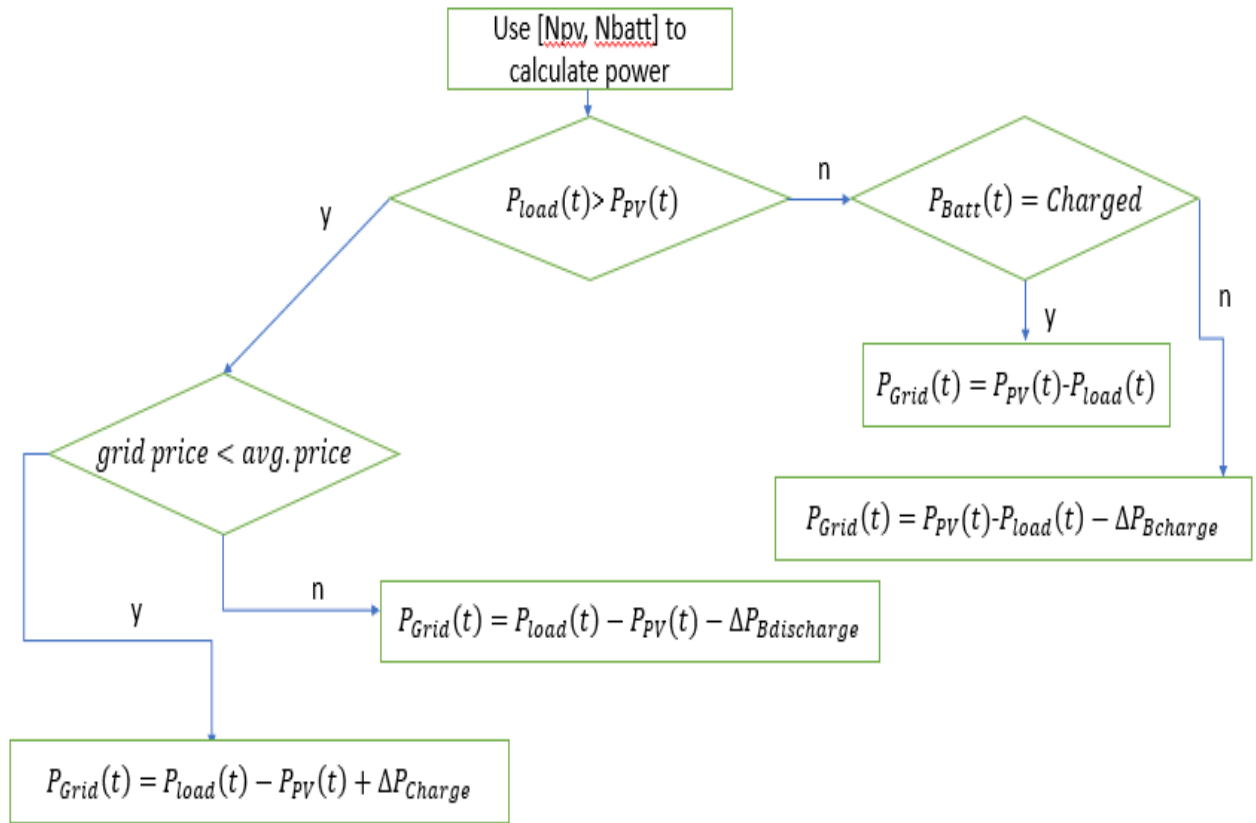 Use [Npv, Nbatt] to
calculate power
P_load(t)> P_PV(t)
n
P_Batt(t) = Charged
y
n
y
P_Grid(t) = P_PV(t)-P_load(t)
grid price < avg.price
P_Grid(t) = P_PV(t)-P_load(t) − ΔP_Bcharge
n
P_Grid(t) = P_load(t) − P_PV(t) − ΔP_Bdischarge
y
P_Grid(t) = P_load(t) − P_PV(t) + ΔP_Charge